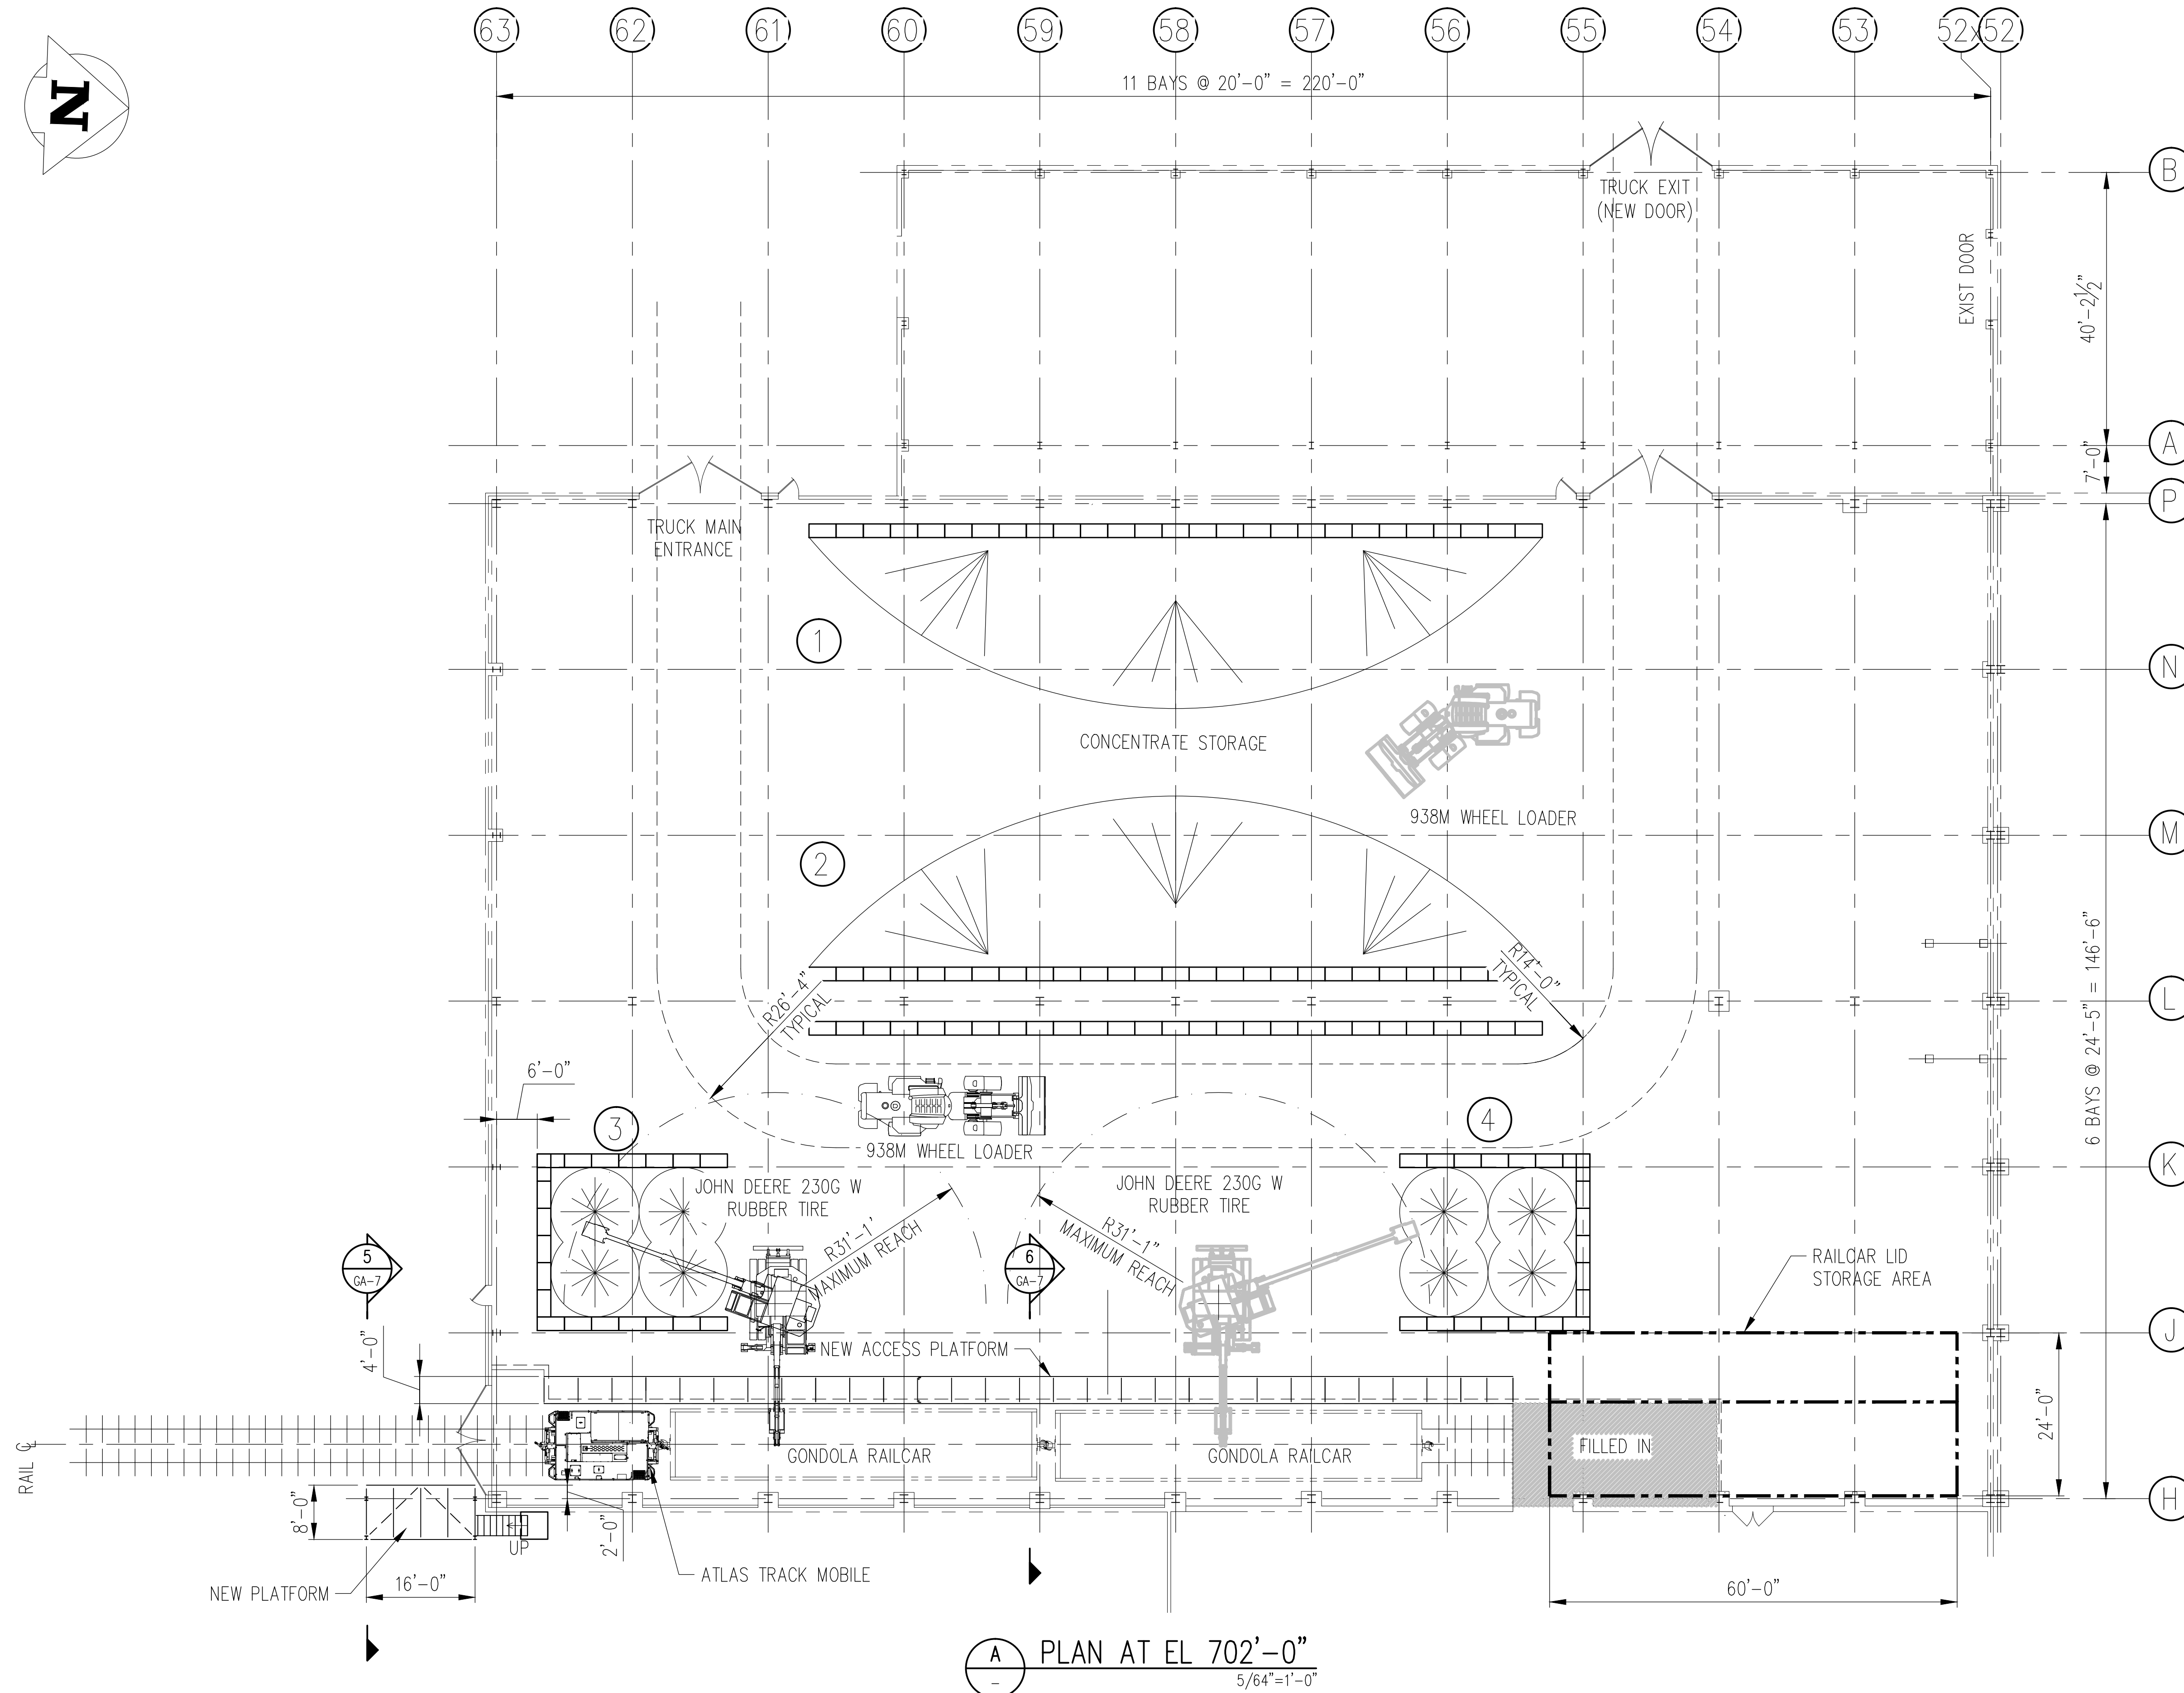 63
62
61
60
59
58
57
56
55
54
53
52x
52
11 BAYS @ 20'-0" = 220'-0"
N
B
TRUCK EXIT
(NEW DOOR)
EXIST DOOR
40'-2½"
A
7'-0"
P
TRUCK MAIN
ENTRANCE
1
N
CONCENTRATE STORAGE
938M WHEEL LOADER
M
2
R26'-4"
TYPICAL
R14'-0"
TYPICAL
L
6 BAYS @ 24'-5" = 146'-6"
6'-0"
3
4
938M WHEEL LOADER
K
JOHN DEERE 230G W
RUBBER TIRE
JOHN DEERE 230G W
RUBBER TIRE
R31'-1'
MAXIMUM REACH
R31'-1"
MAXIMUM REACH
5
GA-7
6
GA-7
RAILCAR LID
STORAGE AREA
J
4'-0"
NEW ACCESS PLATFORM
24'-0"
RAIL ℄
GONDOLA RAILCAR
GONDOLA RAILCAR
FILLED IN
H
8'-0"
UP
2'-0"
NEW PLATFORM
16'-0"
ATLAS TRACK MOBILE
60'-0"
A
-
PLAN AT EL 702'-0"
5/64"=1'-0"